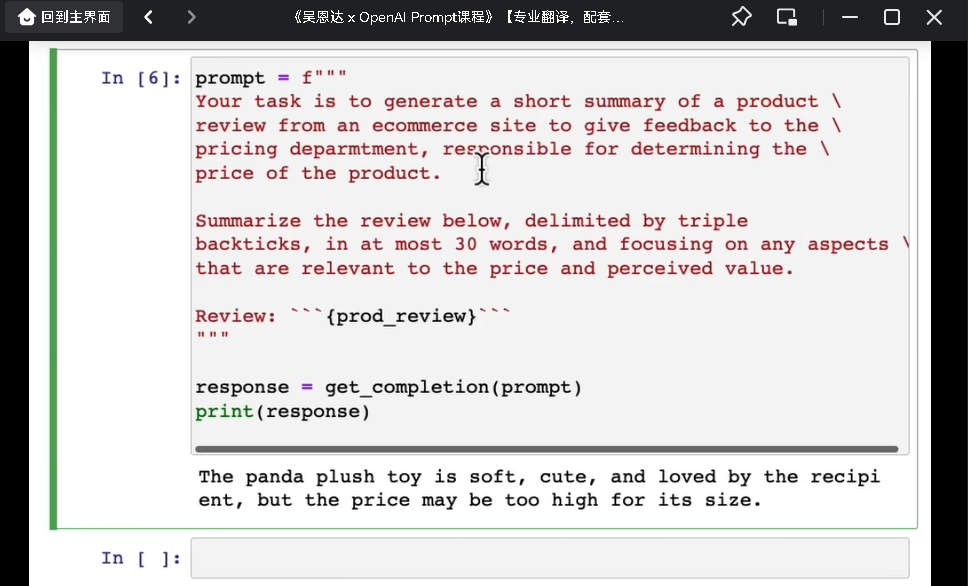 回到主界面
《吴恩达 x OpenAI Prompt课程》【专业翻译，配套...
In [6]:
prompt = f"""
Your task is to generate a short summary of a product \
review from an ecommerce site to give feedback to the \
pricing deparmtment, responsible for determining the \
price of the product.
Summarize the review below, delimited by triple
backticks, in at most 30 words, and focusing on any aspects \
that are relevant to the price and perceived value.
Review: ```{prod_review}```
"""
response = get_completion(prompt)
print(response)
The panda plush toy is soft, cute, and loved by the recipi
ent, but the price may be too high for its size.
In [ ]: